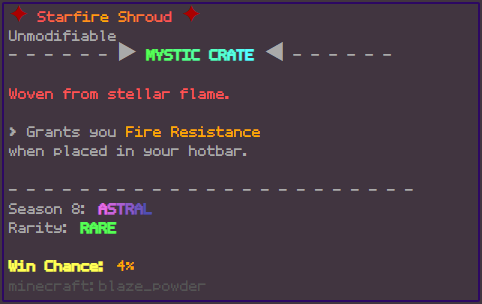 ✦ Starfire Shroud ✦
Unmodifiable
- - - - - - ▶ MYSTIC CRATE ◀ - - - - - -
Woven from stellar flame.
> Grants you Fire Resistance
when placed in your hotbar.
- - - - - - - - - - - - - - - - - - - - - - - -
Season 8: ASTRAL
Rarity: RARE
Win Chance: 4%
minecraft:blaze_powder